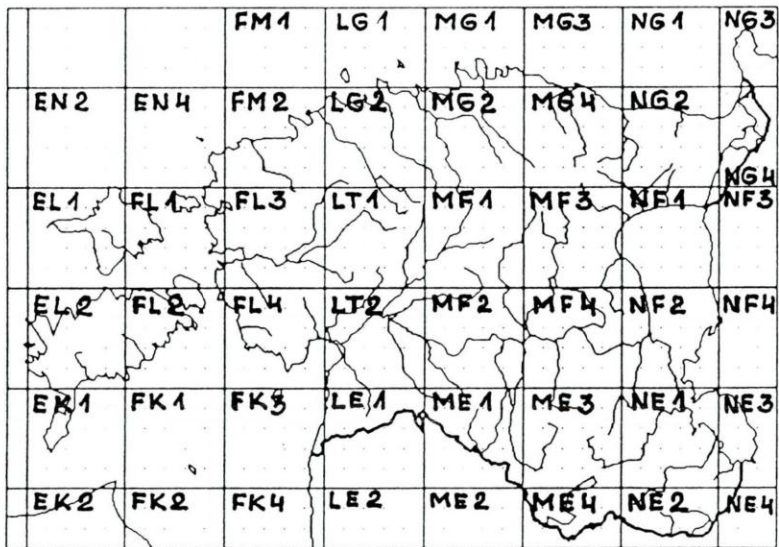 FM1 LG1 MG1 MG3 NG1 NG3
EN2 EN4 FM2 LG2 MG2 MG4 NG2
NG4
EL1 FL1 FL3 LT1 MF1 MF3 NF1 NF3
EL2 FL2 FL4 LT2 MF2 MF4 NF2 NF4
EK1 FK1 FK3 LE1 ME1 ME3 NE1 NE3
EK2 FK2 FK4 LE2 ME2 ME4 NE2 NE4